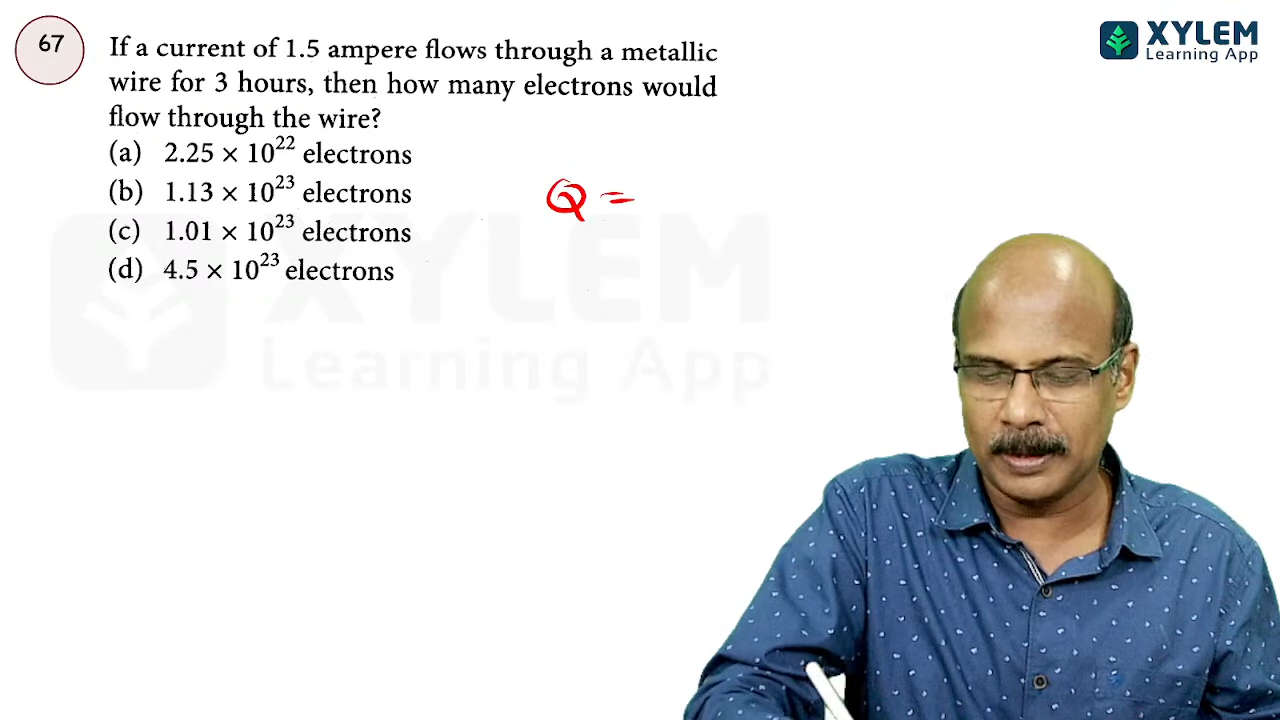 67
If a current of 1.5 ampere flows through a metallic
wire for 3 hours, then how many electrons would
flow through the wire?
(a) 2.25 × 10²² electrons
(b) 1.13 × 10²³ electrons
(c) 1.01 × 10²³ electrons
(d) 4.5 × 10²³ electrons
Q =
XYLEM
Learning App
XYLEM
Learning App